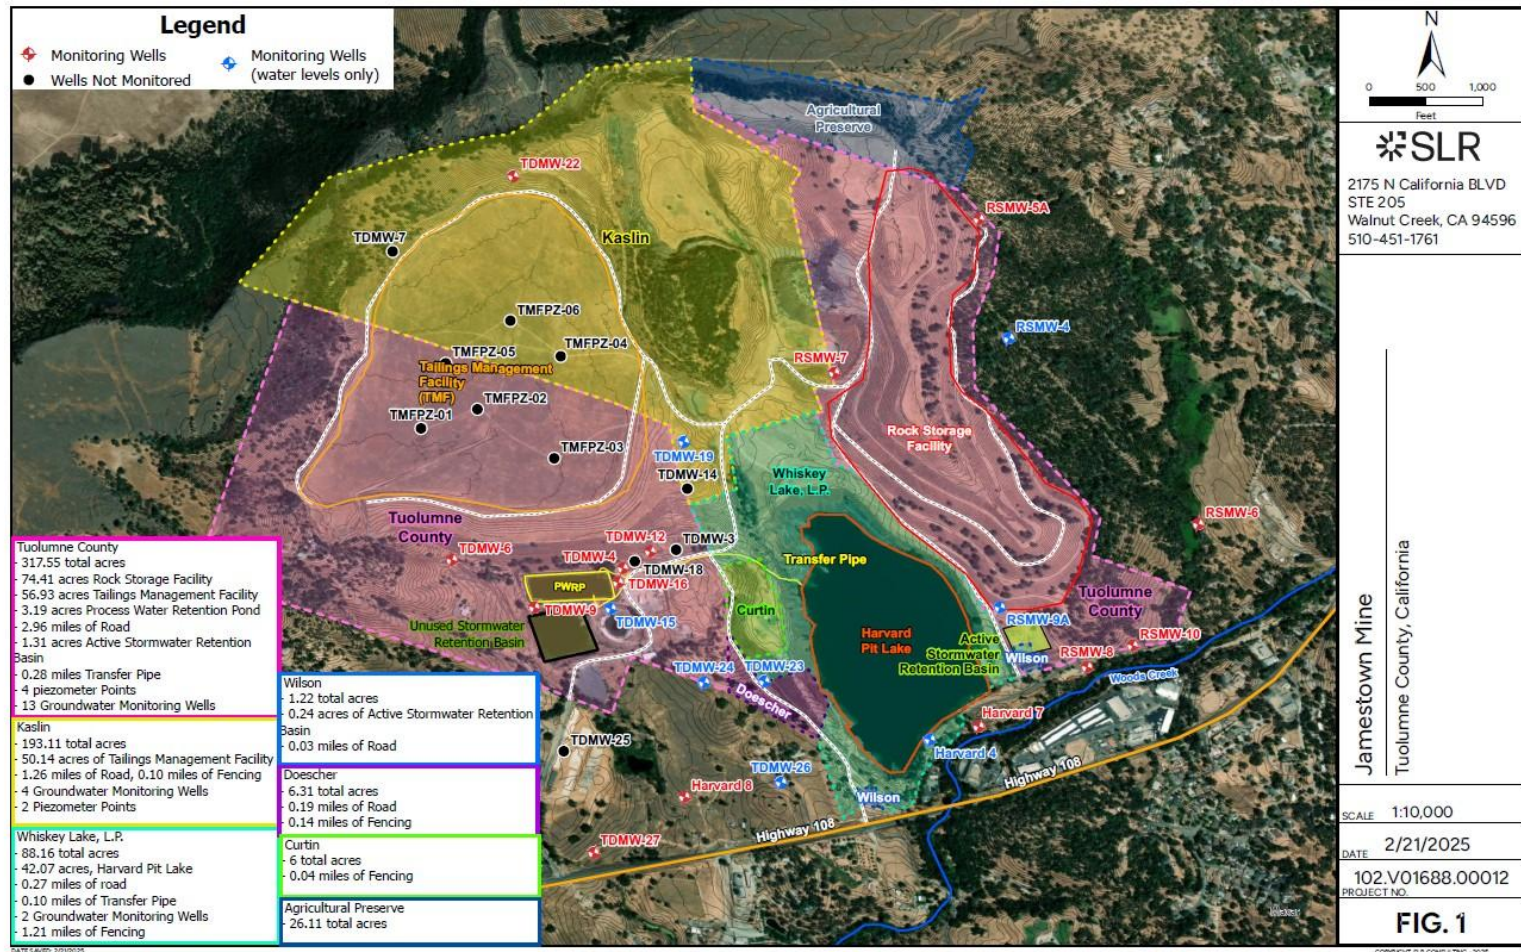 Legend
Monitoring Wells
Wells Not Monitored
Monitoring Wells
(water levels only)
N
0 500 1,000
Feet
SLR
2175 N California BLVD
STE 205
Walnut Creek, CA 94596
510-451-1761
Jamestown Mine
Tuolumne County, California
SCALE 1:10,000
DATE 2/21/2025
102.V01688.00012
PROJECT NO.
FIG. 1
Agricultural
Preserve
TDMW-22
RSMW-5A
Kaslin
TDMW-7
TMFPZ-06
RSMW-4
TMFPZ-05
TMFPZ-04
Tailings Management
Facility
(TMF)
RSMW-7
TMFPZ-02
TMFPZ-01
TMFPZ-03
Rock Storage
Facility
TDMW-19
TDMW-14
Whiskey
Lake, L.P.
Tuolumne
County
RSMW-6
TDMW-12
TDMW-3
TDMW-6
TDMW-4
TDMW-18
Transfer Pipe
PWRP
TDMW-16
Tuolumne
County
TDMW-9
TDMW-15
Curtin
RSMW-9A
Unused Stormwater
Retention Basin
Harvard
Pit Lake
Active
Stormwater
Retention Basin
Wilson
RSMW-10
RSMW-8
TDMW-24
TDMW-23
Woods Creek
Doescher
Harvard 7
TDMW-25
Harvard 4
TDMW-26
Harvard 8
Wilson
Highway 108
Highway 108
TDMW-27
Tuolumne County
- 317.55 total acres
- 74.41 acres Rock Storage Facility
- 56.93 acres Tailings Management Facility
- 3.19 acres Process Water Retention Pond
- 2.96 miles of Road
- 1.31 acres Active Stormwater Retention
Basin
- 0.28 miles Transfer Pipe
- 4 piezometer Points
- 13 Groundwater Monitoring Wells
Kaslin
- 193.11 total acres
- 50.14 acres of Tailings Management Facility
- 1.26 miles of Road, 0.10 miles of Fencing
- 4 Groundwater Monitoring Wells
- 2 Piezometer Points
Whiskey Lake, L.P.
- 88.16 total acres
- 42.07 acres, Harvard Pit Lake
- 0.27 miles of road
- 0.10 miles of Transfer Pipe
- 2 Groundwater Monitoring Wells
- 1.21 miles of Fencing
Wilson
- 1.22 total acres
- 0.24 acres of Active Stormwater Retention
Basin
- 0.03 miles of Road
Doescher
- 6.31 total acres
- 0.19 miles of Road
- 0.14 miles of Fencing
Curtin
- 6 total acres
- 0.04 miles of Fencing
Agricultural Preserve
- 26.11 total acres